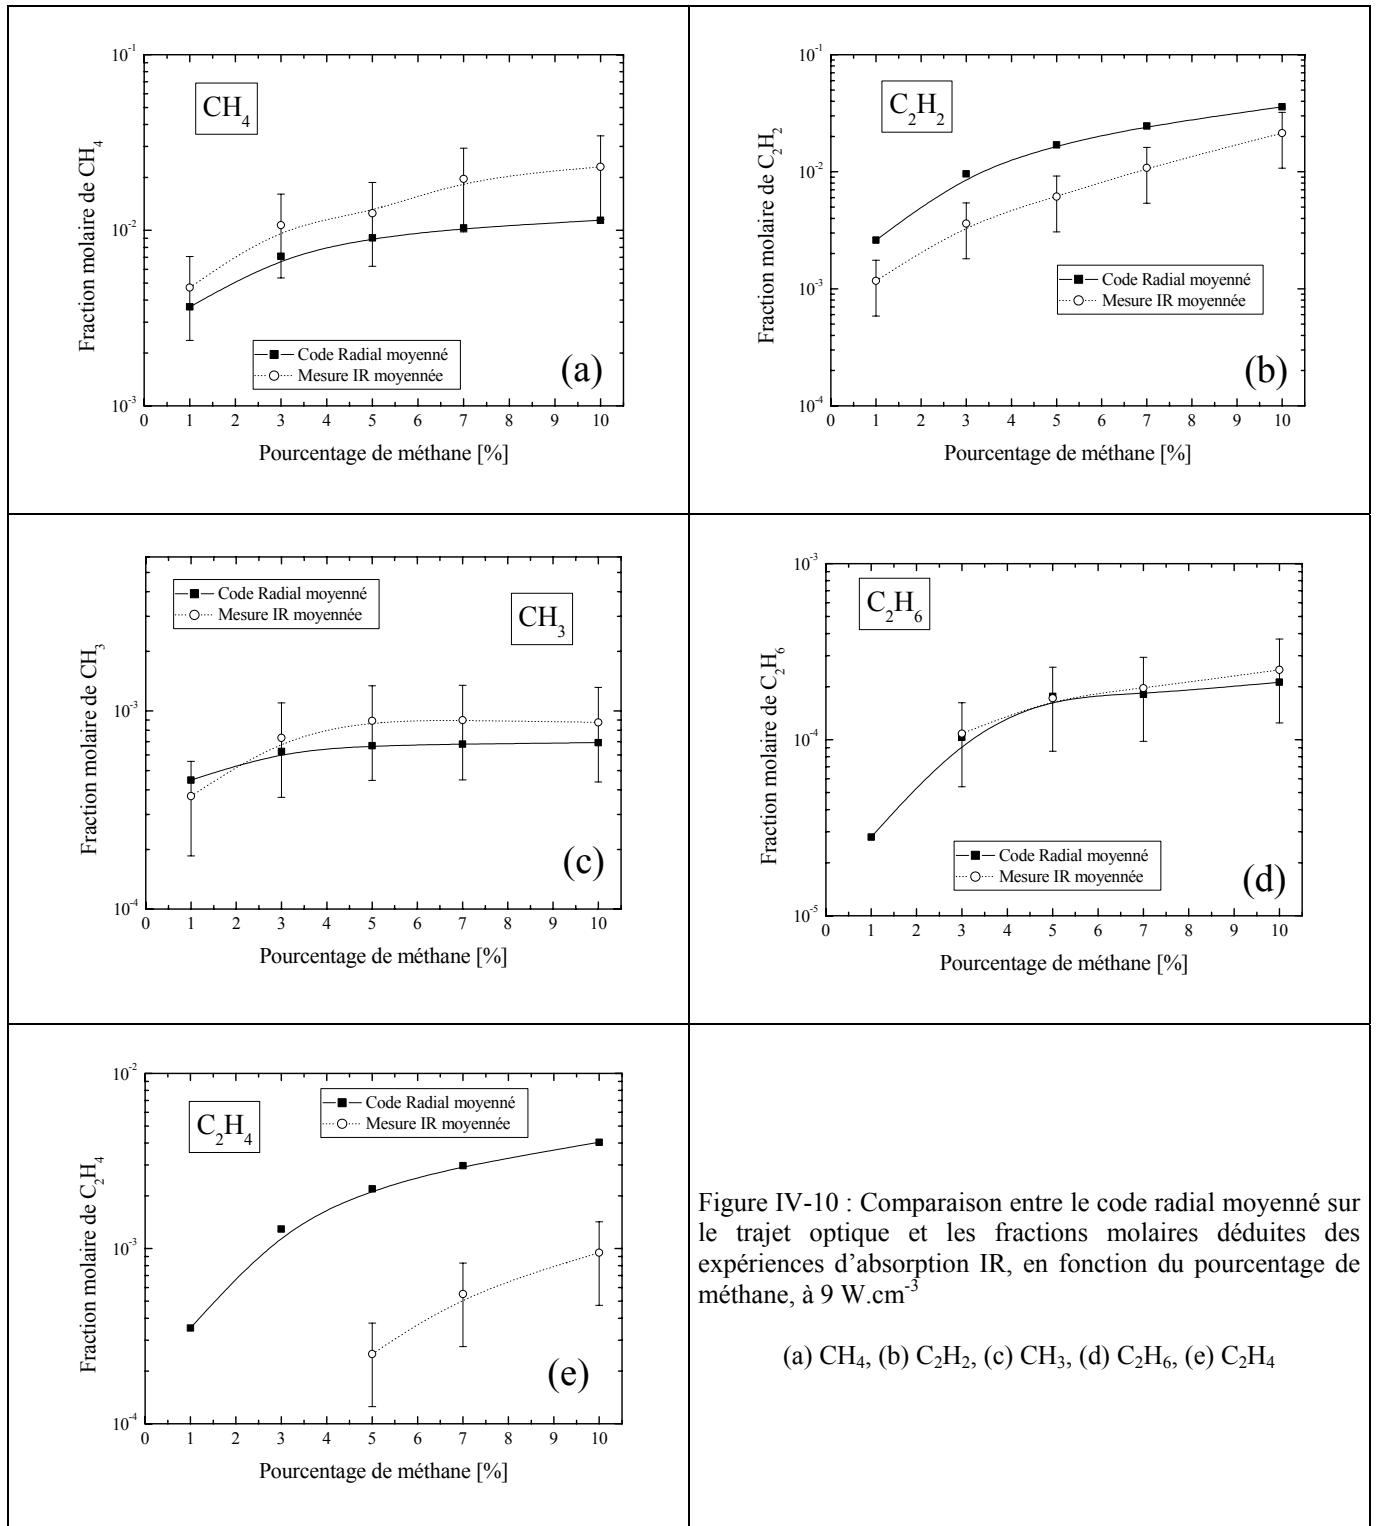 10⁻¹
10⁻²
10⁻³
Fraction molaire de CH₄
CH₄
Code Radial moyenné
Mesure IR moyennée
(a)
0 1 2 3 4 5 6 7 8 9 10
Pourcentage de méthane [%]
10⁻¹
10⁻²
10⁻³
10⁻⁴
Fraction molaire de C₂H₂
C₂H₂
Code Radial moyenné
Mesure IR moyennée
(b)
0 1 2 3 4 5 6 7 8 9 10
Pourcentage de méthane [%]
10⁻³
10⁻⁴
Fraction molaire de CH₃
Code Radial moyenné
Mesure IR moyennée
CH₃
(c)
0 1 2 3 4 5 6 7 8 9 10
Pourcentage de méthane [%]
10⁻³
10⁻⁴
10⁻⁵
Fraction molaire de C₂H₆
C₂H₆
Code Radial moyenné
Mesure IR moyennée
(d)
0 1 2 3 4 5 6 7 8 9 10
Pourcentage de méthane [%]
10⁻²
10⁻³
10⁻⁴
Fraction molaire de C₂H₄
C₂H₄
Code Radial moyenné
Mesure IR moyennée
(e)
0 1 2 3 4 5 6 7 8 9 10
Pourcentage de méthane [%]
Figure IV-10 : Comparaison entre le code radial moyenné sur
le trajet optique et les fractions molaires déduites des
expériences d’absorption IR, en fonction du pourcentage de
méthane, à 9 W.cm⁻³
(a) CH₄, (b) C₂H₂, (c) CH₃, (d) C₂H₆, (e) C₂H₄